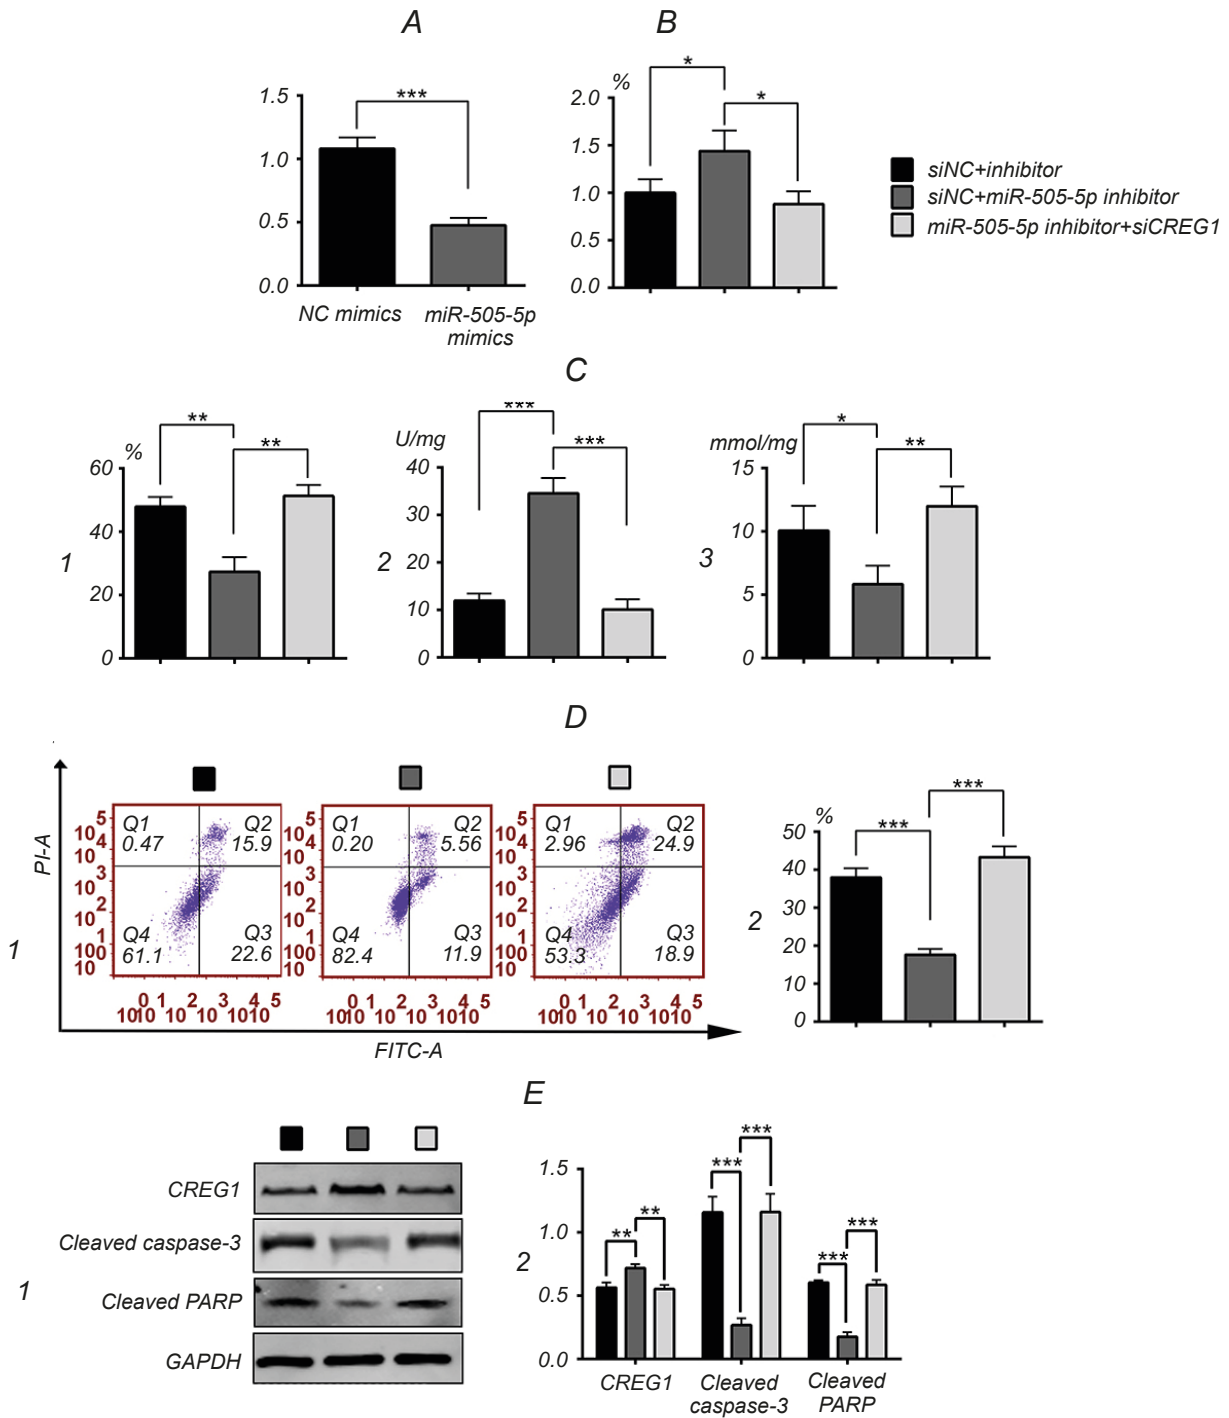 A
B
1.5
1.0
0.5
0.0
***
NC mimics
miR-505-5p
mimics
%
2.0
1.5
1.0
0.5
0.0
*
*
siNC+inhibitor
siNC+miR-505-5p inhibitor
miR-505-5p inhibitor+siCREG1
C
1
%
60
40
20
0
**
**
2
U/mg
40
30
20
10
0
***
***
3
mmol/mg
15
10
5
0
*
**
D
1
PI-A
Q1
0.47
Q2
15.9
Q4
61.1
Q3
22.6
Q1
0.20
Q2
5.56
Q4
82.4
Q3
11.9
Q1
2.96
Q2
24.9
Q4
53.3
Q3
18.9
FITC-A
2
%
50
40
30
20
10
0
***
***
E
1
CREG1
Cleaved caspase-3
Cleaved PARP
GAPDH
2
1.5
1.0
0.5
0.0
**
**
***
***
***
***
CREG1
Cleaved
caspase-3
Cleaved
PARP